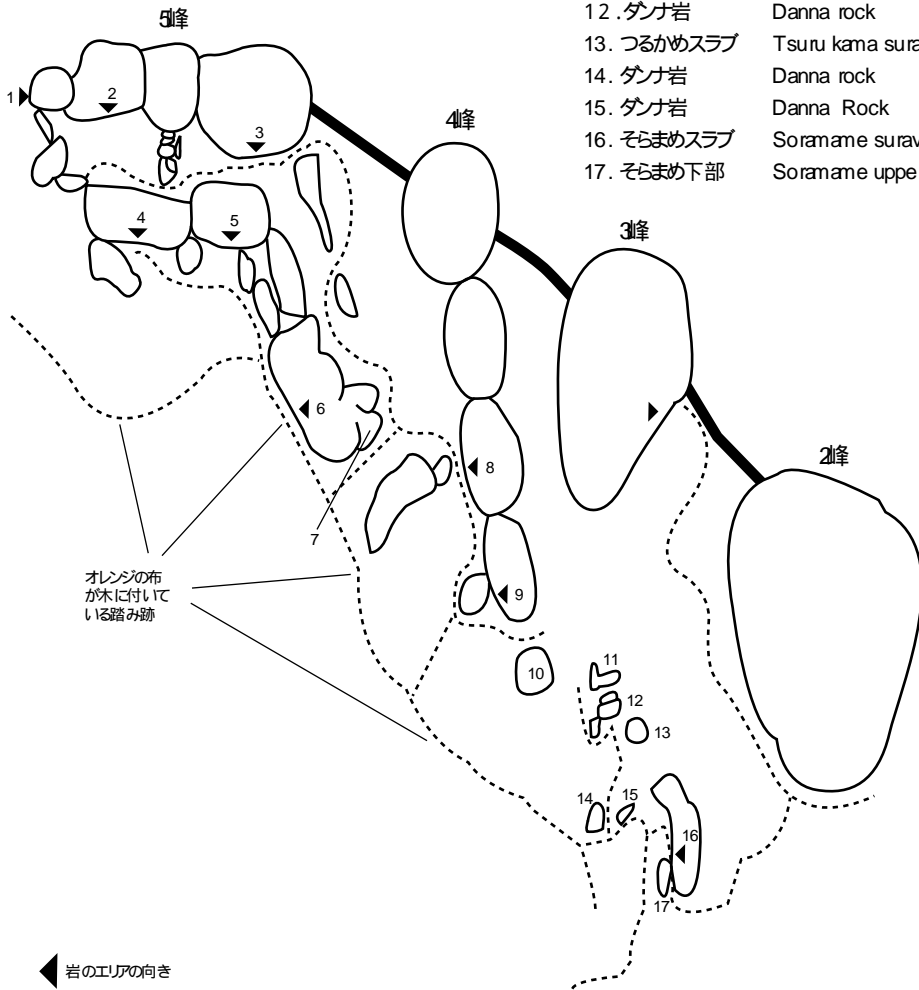 12.ダンナ岩 Danna rock
13. つるかめスラブ Tsuru kama sura
14. ダンナ岩 Danna rock
15. ダンナ岩 Danna Rock
16. そらまめスラブ Soramame surav
17. そらまめ下部 Soramame uppe
5峰
4峰
3峰
2峰
1
2
3
4
5
6
7
8
9
10
11
12
13
14
15
16
17
オレンジの布
が木に付いて
いる踏み跡
岩のエリアの向き